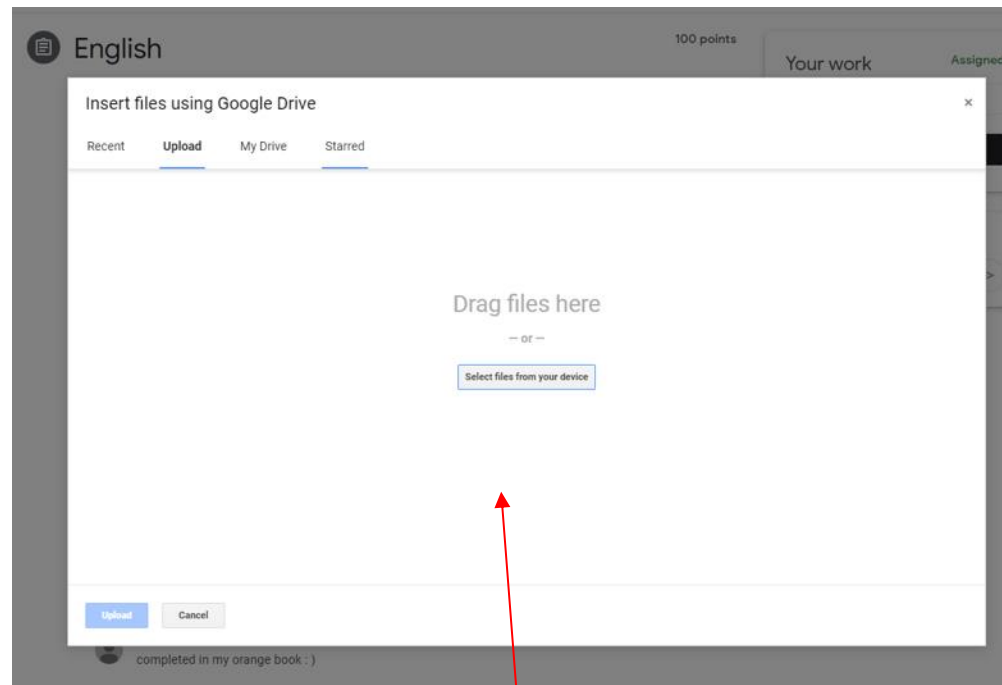 English
100 points
Your work
Assigned
Insert files using Google Drive
×
Recent Upload My Drive Starred
Drag files here
— or —
Select files from your device
Upload Cancel
completed in my orange book : )